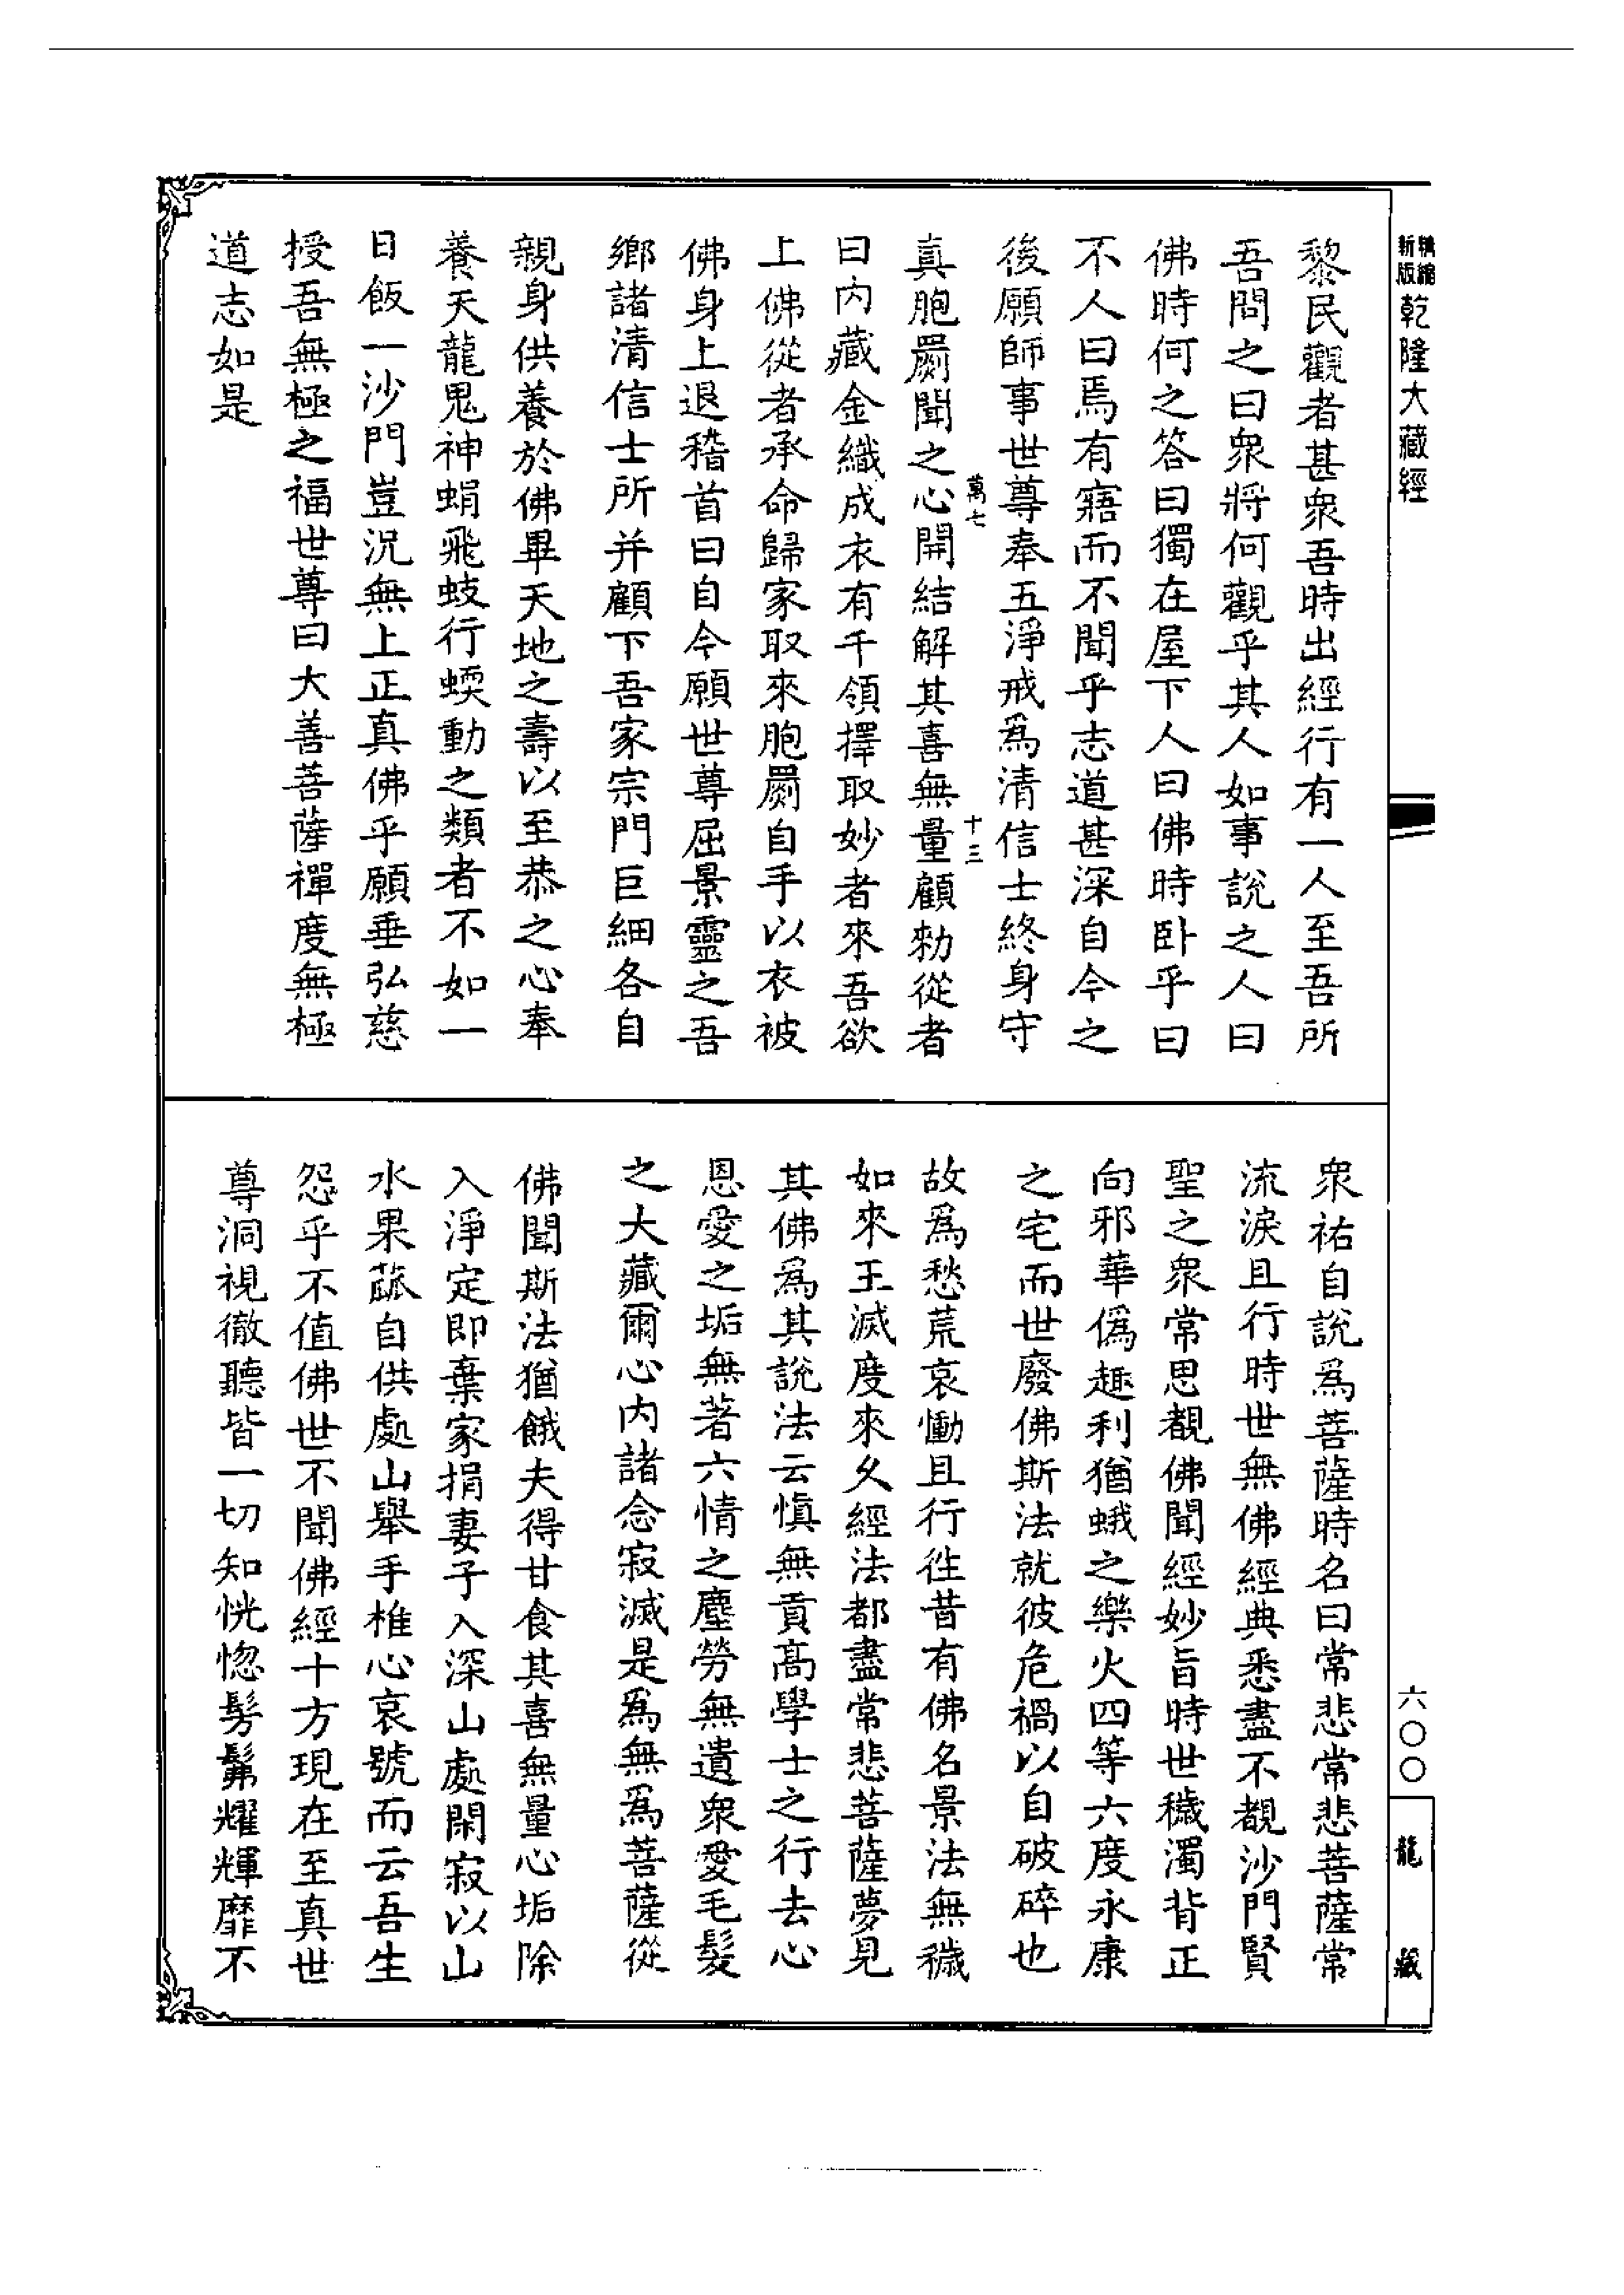 精縮新版乾隆大藏經
黎民觀者甚衆吾時出經行有一人至吾所
吾問之曰衆將何觀乎其人如事說之人曰
佛時何之答曰獨在屋下人曰佛時卧乎曰
不人曰焉有寤而不聞乎志道甚深自今之
後願師事世尊奉五淨戒爲清信士終身守
萬七
十三
真胞罽聞之心開結解其喜無量顧勑從者
曰内藏金織成衣有千領擇取妙者來吾欲
上佛從者承命歸家取來胞罽自手以衣被
佛身上退稽首曰自今願世尊屈景靈之吾
鄉諸清信士所并顧下吾家宗門巨細各自
親身供養於佛畢天地之壽以至恭之心奉
養天龍鬼神蜎飛蚑行蝡動之類者不如一
日飯一沙門豈況無上正真佛乎願垂弘慈
授吾無極之福世尊曰大善菩薩禪度無極
道志如是
衆祐自說爲菩薩時名曰常悲常悲菩薩常
流淚且行時世無佛經典悉盡不覩沙門賢
聖之衆常思覩佛聞經妙旨時世穢濁背正
向邪華僞趣利猶蛾之樂火四等六度永康
之宅而世廢佛斯法就彼危禍以自破碎也
故爲愁荒哀慟且行徃昔有佛名景法無穢
如來王滅度來久經法都盡常悲菩薩夢見
其佛爲其說法云慎無貢高學士之行去心
恩愛之垢無著六情之塵勞無遺衆愛毛髮
之大藏爾心内諸念寂滅是爲無爲菩薩從
佛聞斯法猶餓夫得甘食其喜無量心垢除
入淨定即棄家捐妻子入深山處閑寂以山
水果蓏自供處山舉手椎心哀號而云吾生
怨乎不值佛世不聞佛經十方現在至真世
尊洞視徹聽皆一切知恍惚髣髴耀輝靡不
六〇〇
龍藏